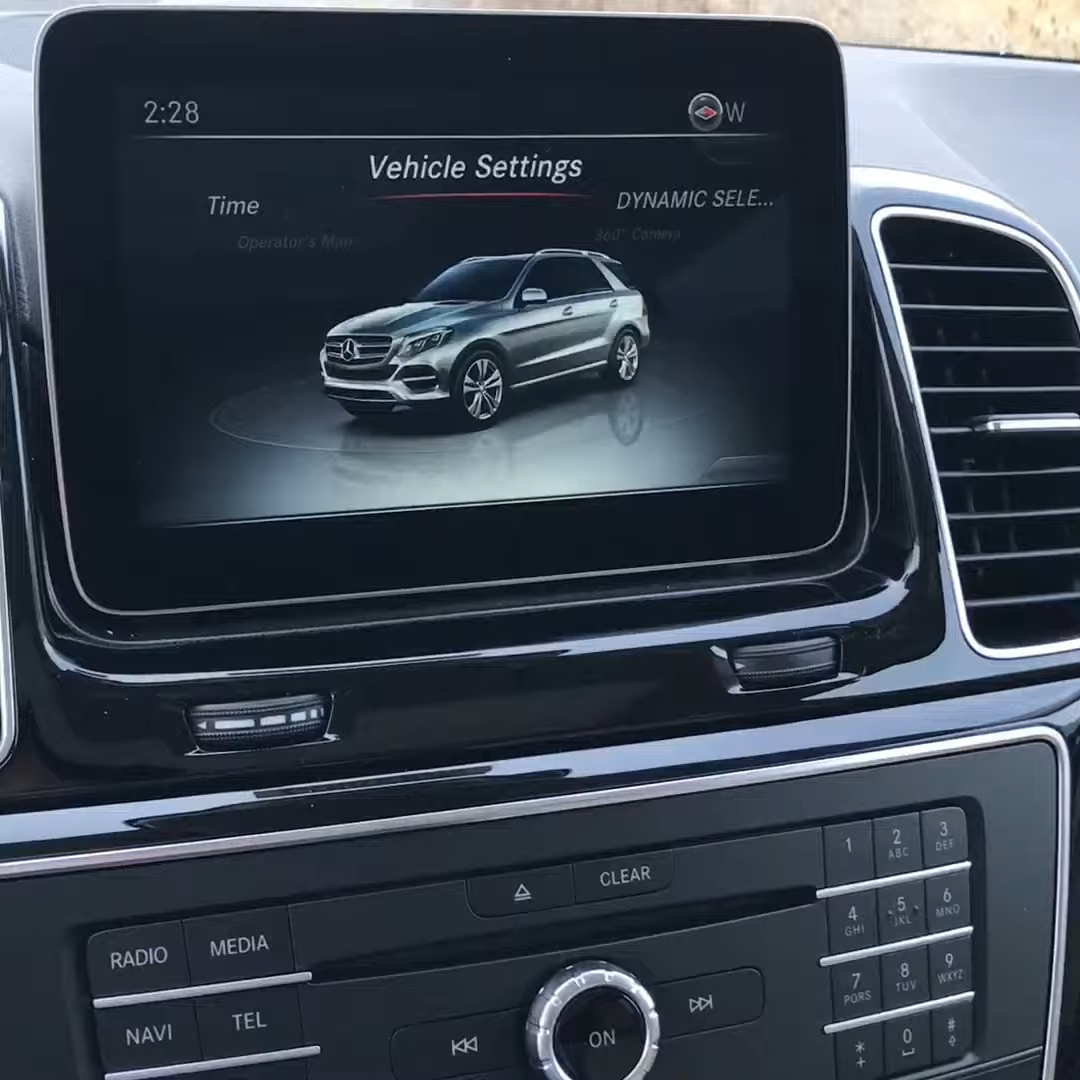 2:28
W
Vehicle Settings
Time
DYNAMIC SELE...
Operator's Man
360° Camera
CLEAR
RADIO
MEDIA
NAVI
TEL
ON
1
2
ABC
3
DEF
4
GHI
5
JKL
6
MNO
7
PQRS
8
TUV
9
WXYZ
*
+
0
#